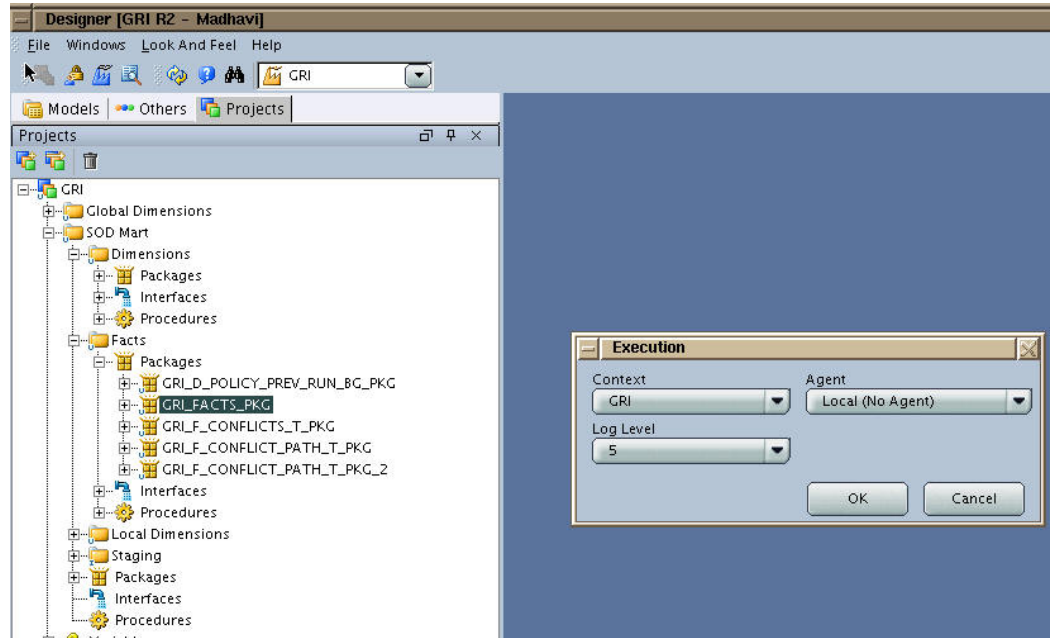 Designer [GRI R2 - Madhavi]
File Windows Look And Feel Help
GRI
Models Others Projects
Projects
GRI
Global Dimensions
SOD Mart
Dimensions
Packages
Interfaces
Procedures
Facts
Packages
GRI_D_POLICY_PREV_RUN_BG_PKG
GRI_FACTS_PKG
GRI_F_CONFLICTS_T_PKG
GRI_F_CONFLICT_PATH_T_PKG
GRI_F_CONFLICT_PATH_T_PKG_2
Interfaces
Procedures
Local Dimensions
Staging
Packages
Interfaces
Procedures
Execution
Context Agent
GRI Local (No Agent)
Log Level
5
OK Cancel